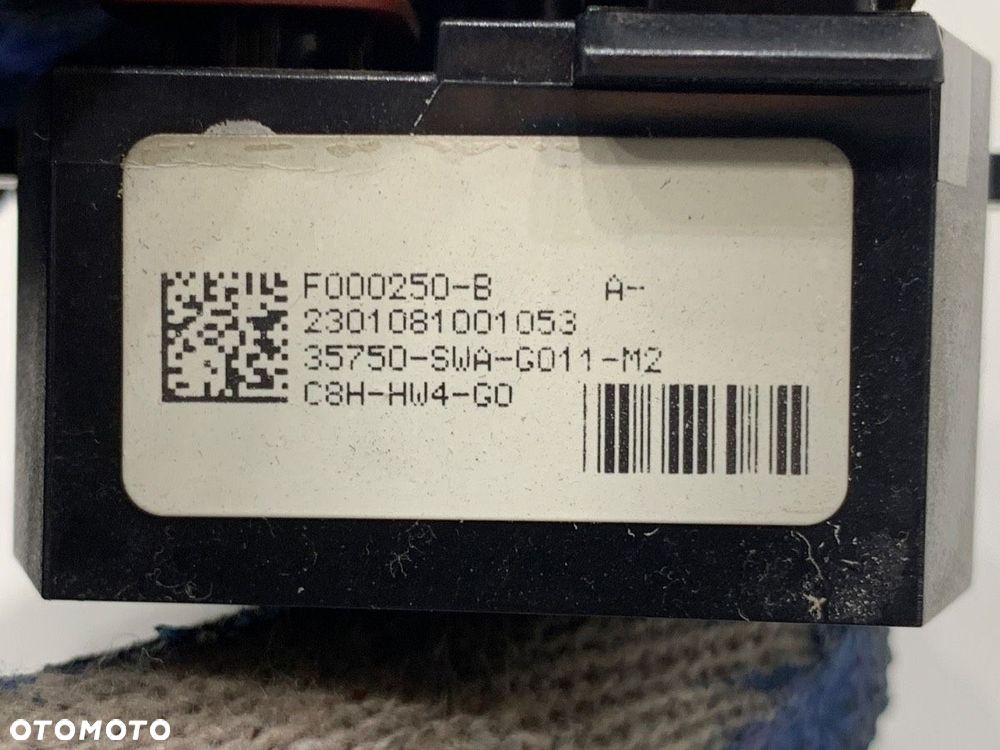 F000250-B A-
2301081001053
35750-SWA-G011-M2
C8H-HW4-G0
OTOMOTO